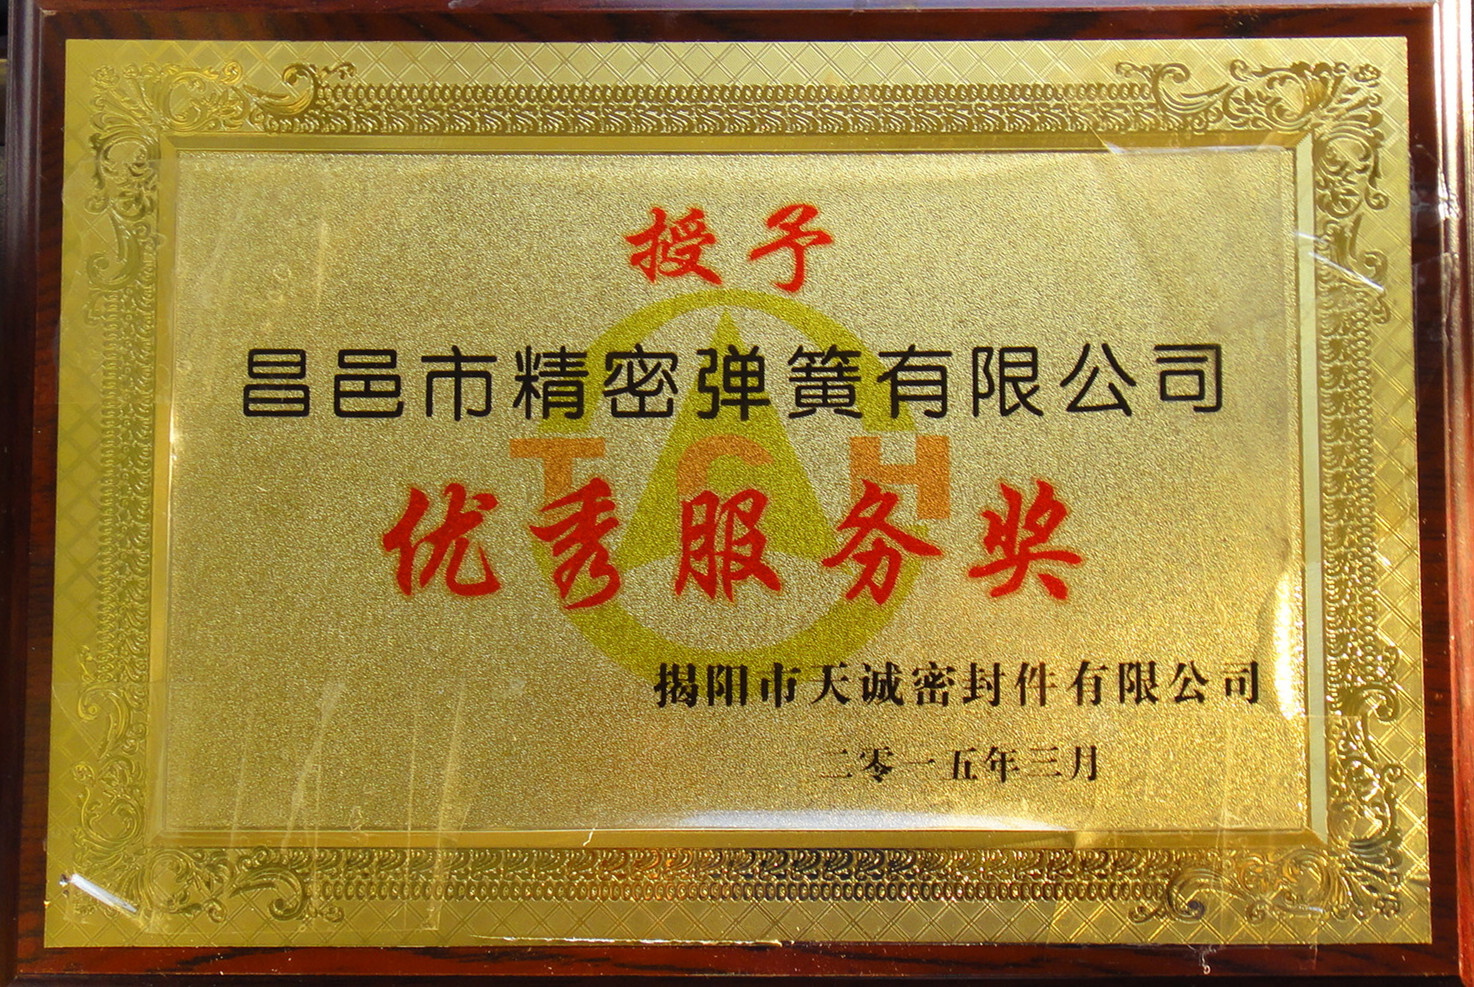 授予
昌邑市精密弹簧有限公司
TCH
优秀服务奖
揭阳市天诚密封件有限公司
二零一五年三月